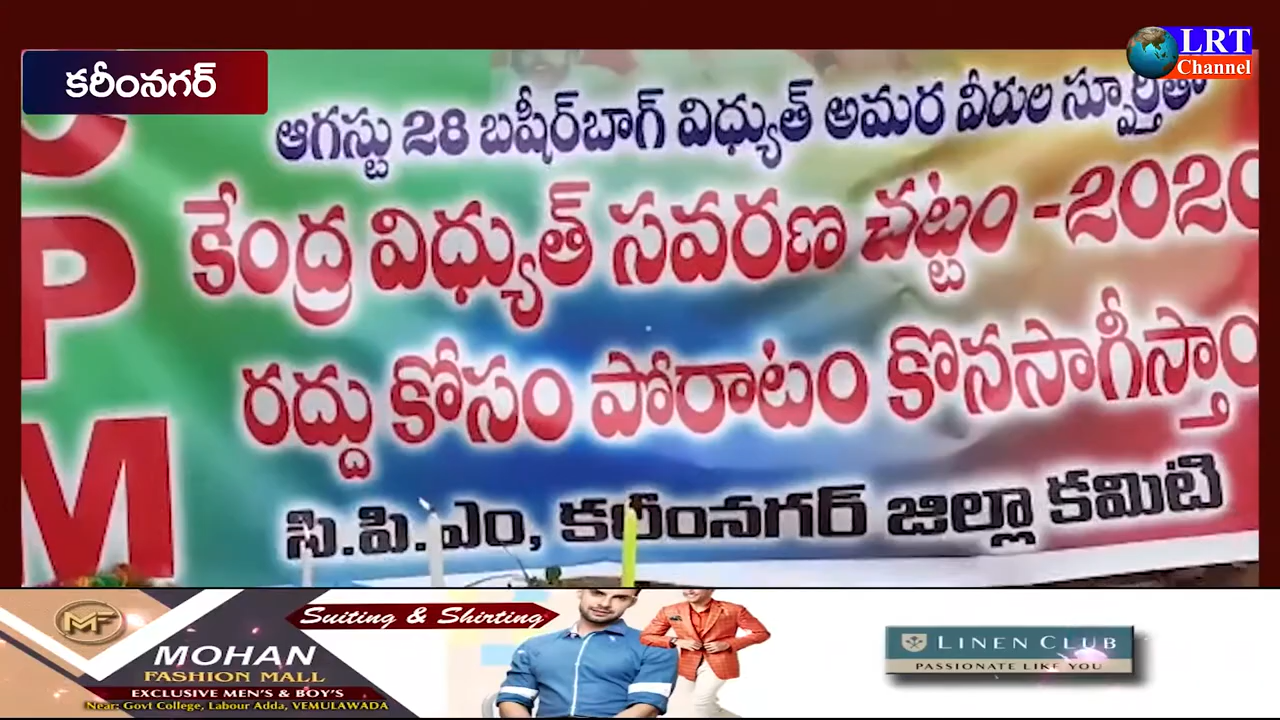 కరీంనగర్
LRT
Channel
C
P
M
ఆగస్టు 28 బషీర్‌బాగ్ విధ్యుత్ అమర వీరుల స్ఫూర్తితో
కేంద్ర విధ్యుత్ సవరణ చట్టం -2020
రద్దు కోసం పోరాటం కొనసాగిస్తాం
సి.పి.ఎం, కరీంనగర్ జిల్లా కమిటి
MF
MOHAN
FASHION MALL
EXCLUSIVE MEN'S & BOY'S
Near: Govt College, Labour Adda, VEMULAWADA
Suiting & Shirting
LINEN CLUB
PASSIONATE LIKE YOU